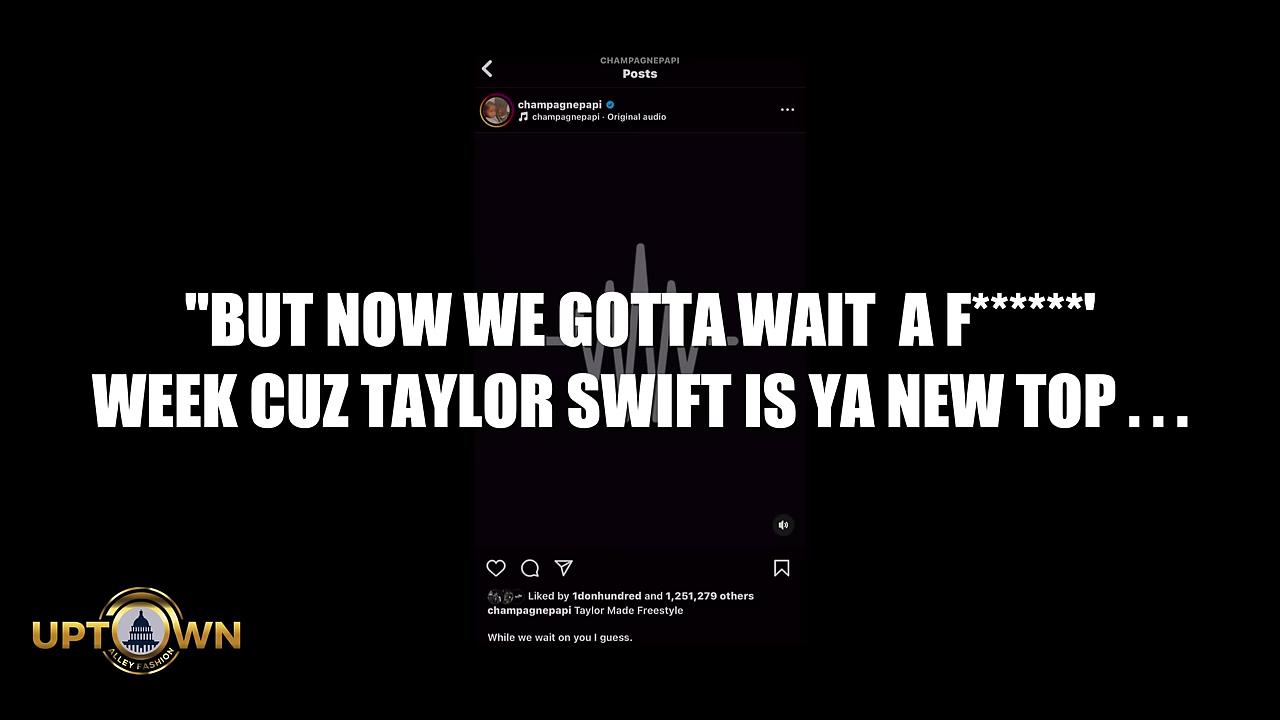 CHAMPAGNEPAPI
Posts
champagnepapi
champagnepapi · Original audio
"BUT NOW WE GOTTA WAIT A F******'
WEEK CUZ TAYLOR SWIFT IS YA NEW TOP . . .
Liked by 1donhundred and 1,251,279 others
champagnepapi Taylor Made Freestyle
While we wait on you I guess.
UPTOWN
ALLEY FASHION